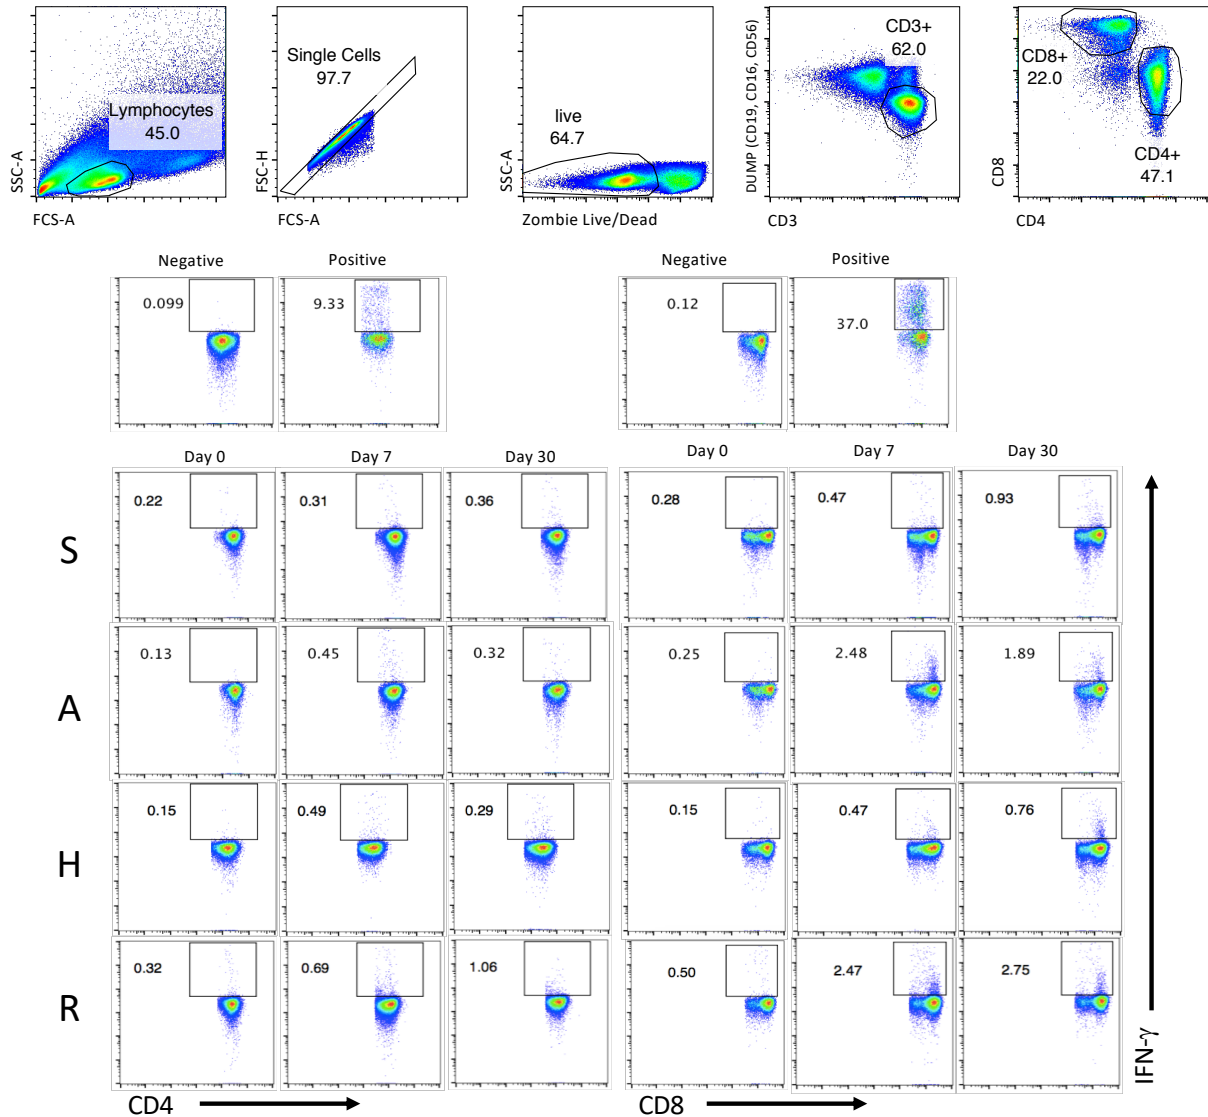 SSC-A
Lymphocytes
45.0
FCS-A
FSC-H
Single Cells
97.7
FCS-A
SSC-A
live
64.7
Zombie Live/Dead
DUMP (CD19, CD16, CD56)
CD3+
62.0
CD3
CD8
CD8+
22.0
CD4+
47.1
CD4
Negative Positive Negative Positive
0.099 9.33 0.12 37.0
Day 0 Day 7 Day 30 Day 0 Day 7 Day 30
S 0.22 0.31 0.36 0.28 0.47 0.93
A 0.13 0.45 0.32 0.25 2.48 1.89
H 0.15 0.49 0.29 0.15 0.47 0.76
R 0.32 0.69 1.06 0.50 2.47 2.75
IFN-γ
CD4 CD8